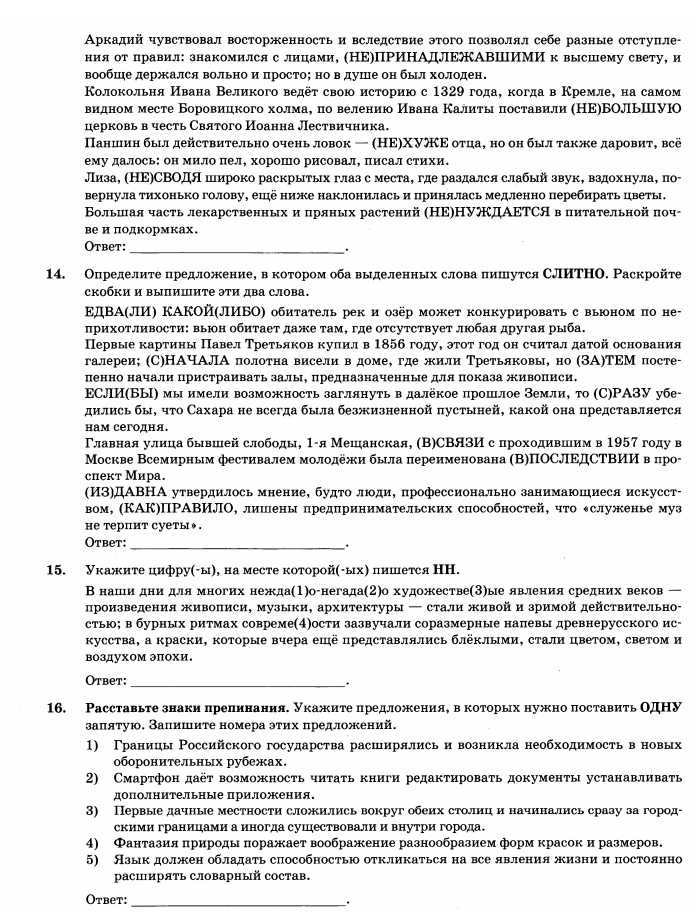 Аркадий чувствовал восторженность и вследствие этого позволял себе разные отступле-
ния от правил: знакомился с лицами, (НЕ)ПРИНАДЛЕЖАВШИМИ к высшему свету, и
вообще держался вольно и просто; но в душе он был холоден.
Колокольня Ивана Великого ведёт свою историю с 1329 года, когда в Кремле, на самом
видном месте Боровицкого холма, по велению Ивана Калиты поставили (НЕ)БОЛЬШУЮ
церковь в честь Святого Иоанна Лествичника.
Паншин был действительно очень ловок — (НЕ)ХУЖЕ отца, но он был также даровит, всё
ему далось: он мило пел, хорошо рисовал, писал стихи.
Лиза, (НЕ)СВОДЯ широко раскрытых глаз с места, где раздался слабый звук, вздохнула, по-
вернула тихонько голову, ещё ниже наклонилась и принялась медленно перебирать цветы.
Большая часть лекарственных и пряных растений (НЕ)НУЖДАЕТСЯ в питательной поч-
ве и подкормках.
Ответ: ____________________________.
14. Определите предложение, в котором оба выделенных слова пишутся СЛИТНО. Раскройте
скобки и выпишите эти два слова.
ЕДВА(ЛИ) КАКОЙ(ЛИБО) обитатель рек и озёр может конкурировать с вьюном по не-
прихотливости: вьюн обитает даже там, где отсутствует любая другая рыба.
Первые картины Павел Третьяков купил в 1856 году, этот год он считал датой основания
галереи; (С)НАЧАЛА полотна висели в доме, где жили Третьяковы, но (ЗА)ТЕМ посте-
пенно начали пристраивать залы, предназначенные для показа живописи.
ЕСЛИ(БЫ) мы имели возможность заглянуть в далёкое прошлое Земли, то (С)РАЗУ убе-
дились бы, что Сахара не всегда была безжизненной пустыней, какой она представляется
нам сегодня.
Главная улица бывшей слободы, 1-я Мещанская, (В)СВЯЗИ с проходившим в 1957 году в
Москве Всемирным фестивалем молодёжи была переименована (В)ПОСЛЕДСТВИИ в про-
спект Мира.
(ИЗ)ДАВНА утвердилось мнение, будто люди, профессионально занимающиеся искусст-
вом, (КАК)ПРАВИЛО, лишены предпринимательских способностей, что «служенье муз
не терпит суеты».
Ответ: ____________________________.
15. Укажите цифру(-ы), на месте которой(-ых) пишется НН.
В наши дни для многих нежда(1)о-негада(2)о художестве(3)ые явления средних веков —
произведения живописи, музыки, архитектуры — стали живой и зримой действительно-
стью; в бурных ритмах совреме(4)ости зазвучали соразмерные напевы древнерусского ис-
кусства, а краски, которые вчера ещё представлялись блёклыми, стали цветом, светом и
воздухом эпохи.
Ответ: ____________________________.
16. Расставьте знаки препинания. Укажите предложения, в которых нужно поставить ОДНУ
запятую. Запишите номера этих предложений.
1) Границы Российского государства расширялись и возникла необходимость в новых
оборонительных рубежах.
2) Смартфон даёт возможность читать книги редактировать документы устанавливать
дополнительные приложения.
3) Первые дачные местности сложились вокруг обеих столиц и начинались сразу за город-
скими границами а иногда существовали и внутри города.
4) Фантазия природы поражает воображение разнообразием форм красок и размеров.
5) Язык должен обладать способностью откликаться на все явления жизни и постоянно
расширять словарный состав.
Ответ: ____________________________.